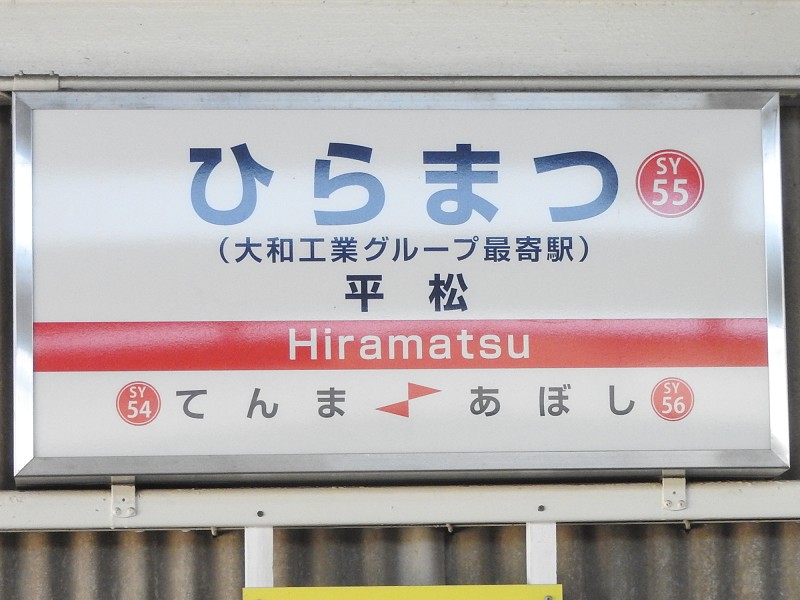 ひらまつ SY 55
(大和工業グループ最寄駅)
平松
Hiramatsu
SY 54 てんま あぼし SY 56